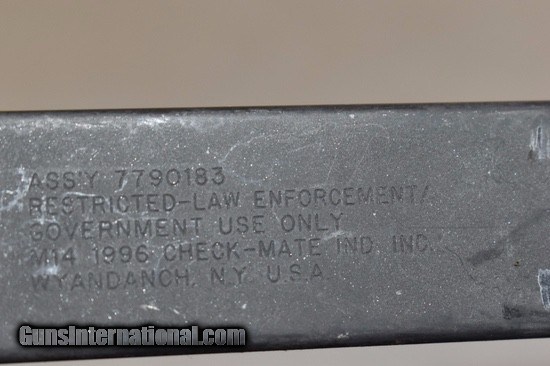 ASS'Y 7790183
RESTRICTED-LAW ENFORCEMENT/
GOVERNMENT USE ONLY
M14 1996 CHECK-MATE IND. INC.
WYANDANCH, N.Y. U.S.A.
GunsInternational.com